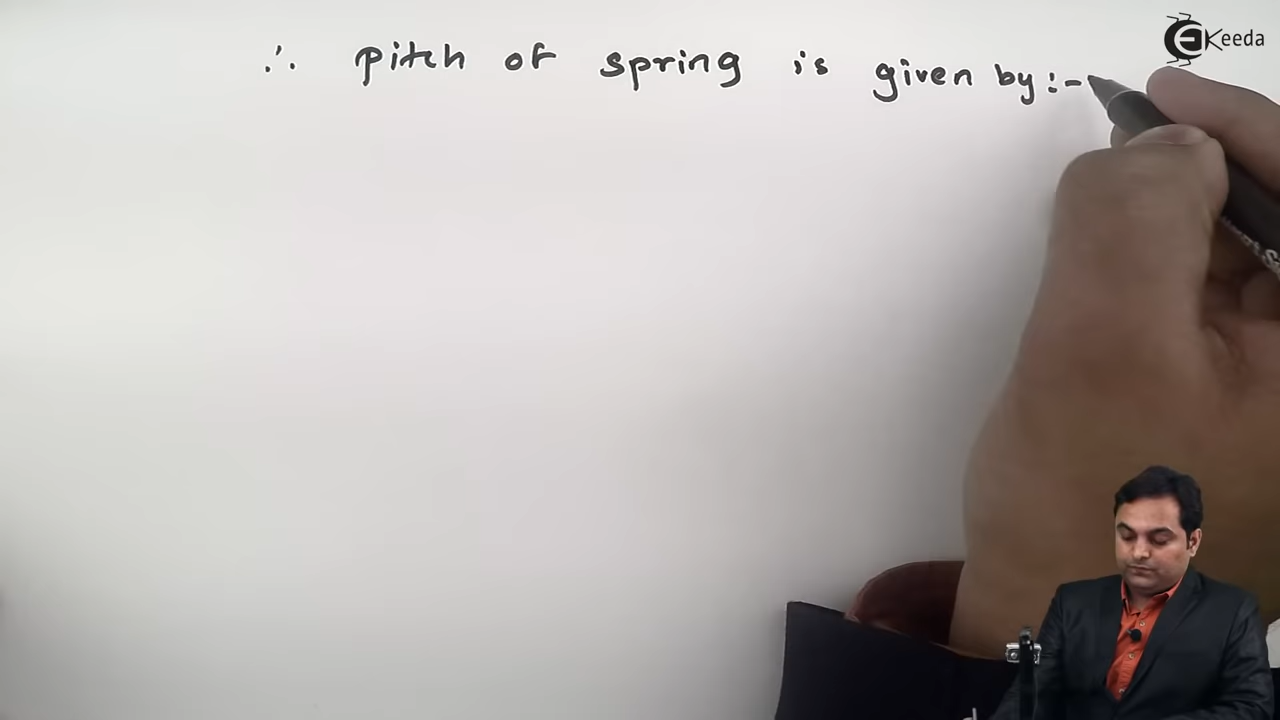 ∴ pitch of spring is given by :-
Keeda